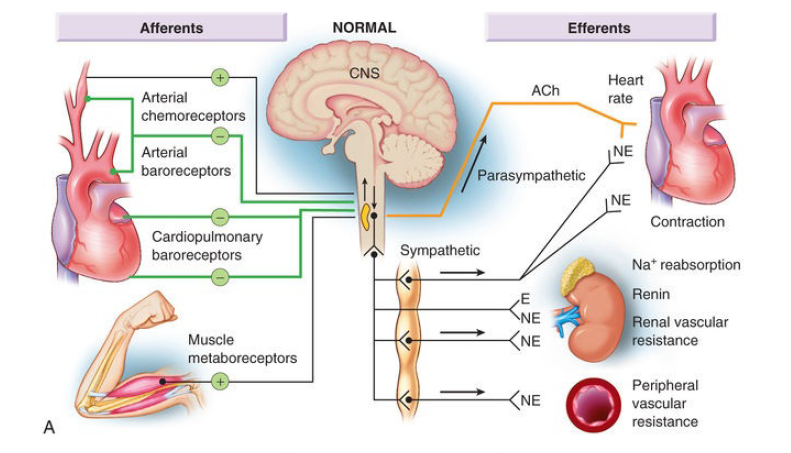 Afferents
NORMAL
Efferents
CNS
+
Arterial
chemoreceptors
−
Arterial
baroreceptors
−
Cardiopulmonary
baroreceptors
−
Muscle
metaboreceptors
+
A
ACh
Heart
rate
Parasympathetic
NE
NE
Contraction
Sympathetic
E
NE
NE
NE
Na⁺ reabsorption
Renin
Renal vascular
resistance
Peripheral
vascular
resistance